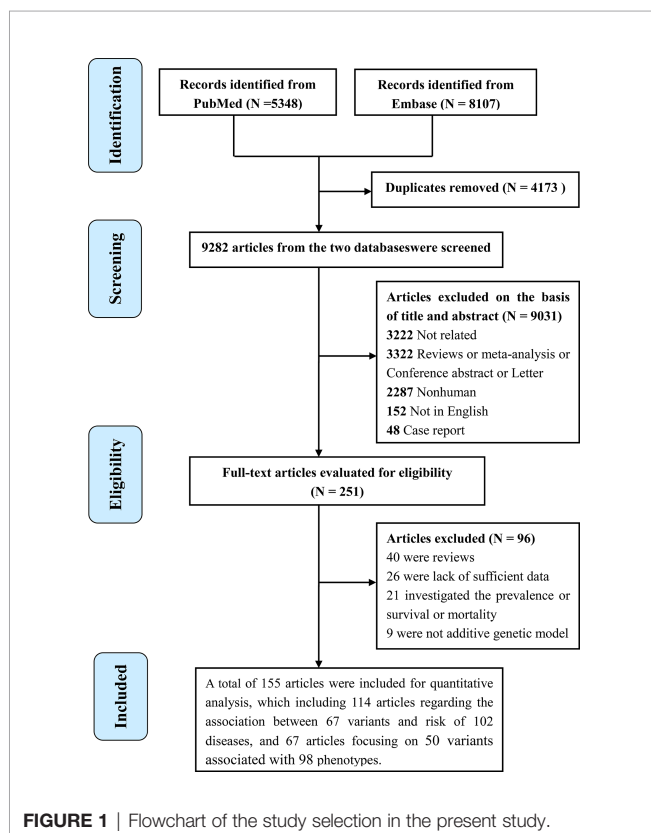 Identification
Records identified from
PubMed (N =5348)
Records identified from
Embase (N = 8107)
Duplicates removed (N = 4173 )
Screening
9282 articles from the two databaseswere screened
Articles excluded on the basis
of title and abstract (N = 9031)
3222 Not related
3322 Reviews or meta-analysis or
Conference abstract or Letter
2287 Nonhuman
152 Not in English
48 Case report
Eligibility
Full-text articles evaluated for eligibility
(N = 251)
Articles excluded (N = 96)
40 were reviews
26 were lack of sufficient data
21 investigated the prevalence or
survival or mortality
9 were not additive genetic model
Included
A total of 155 articles were included for quantitative
analysis, which including 114 articles regarding the
association between 67 variants and risk of 102
diseases, and 67 articles focusing on 50 variants
associated with 98 phenotypes.
FIGURE 1 | Flowchart of the study selection in the present study.